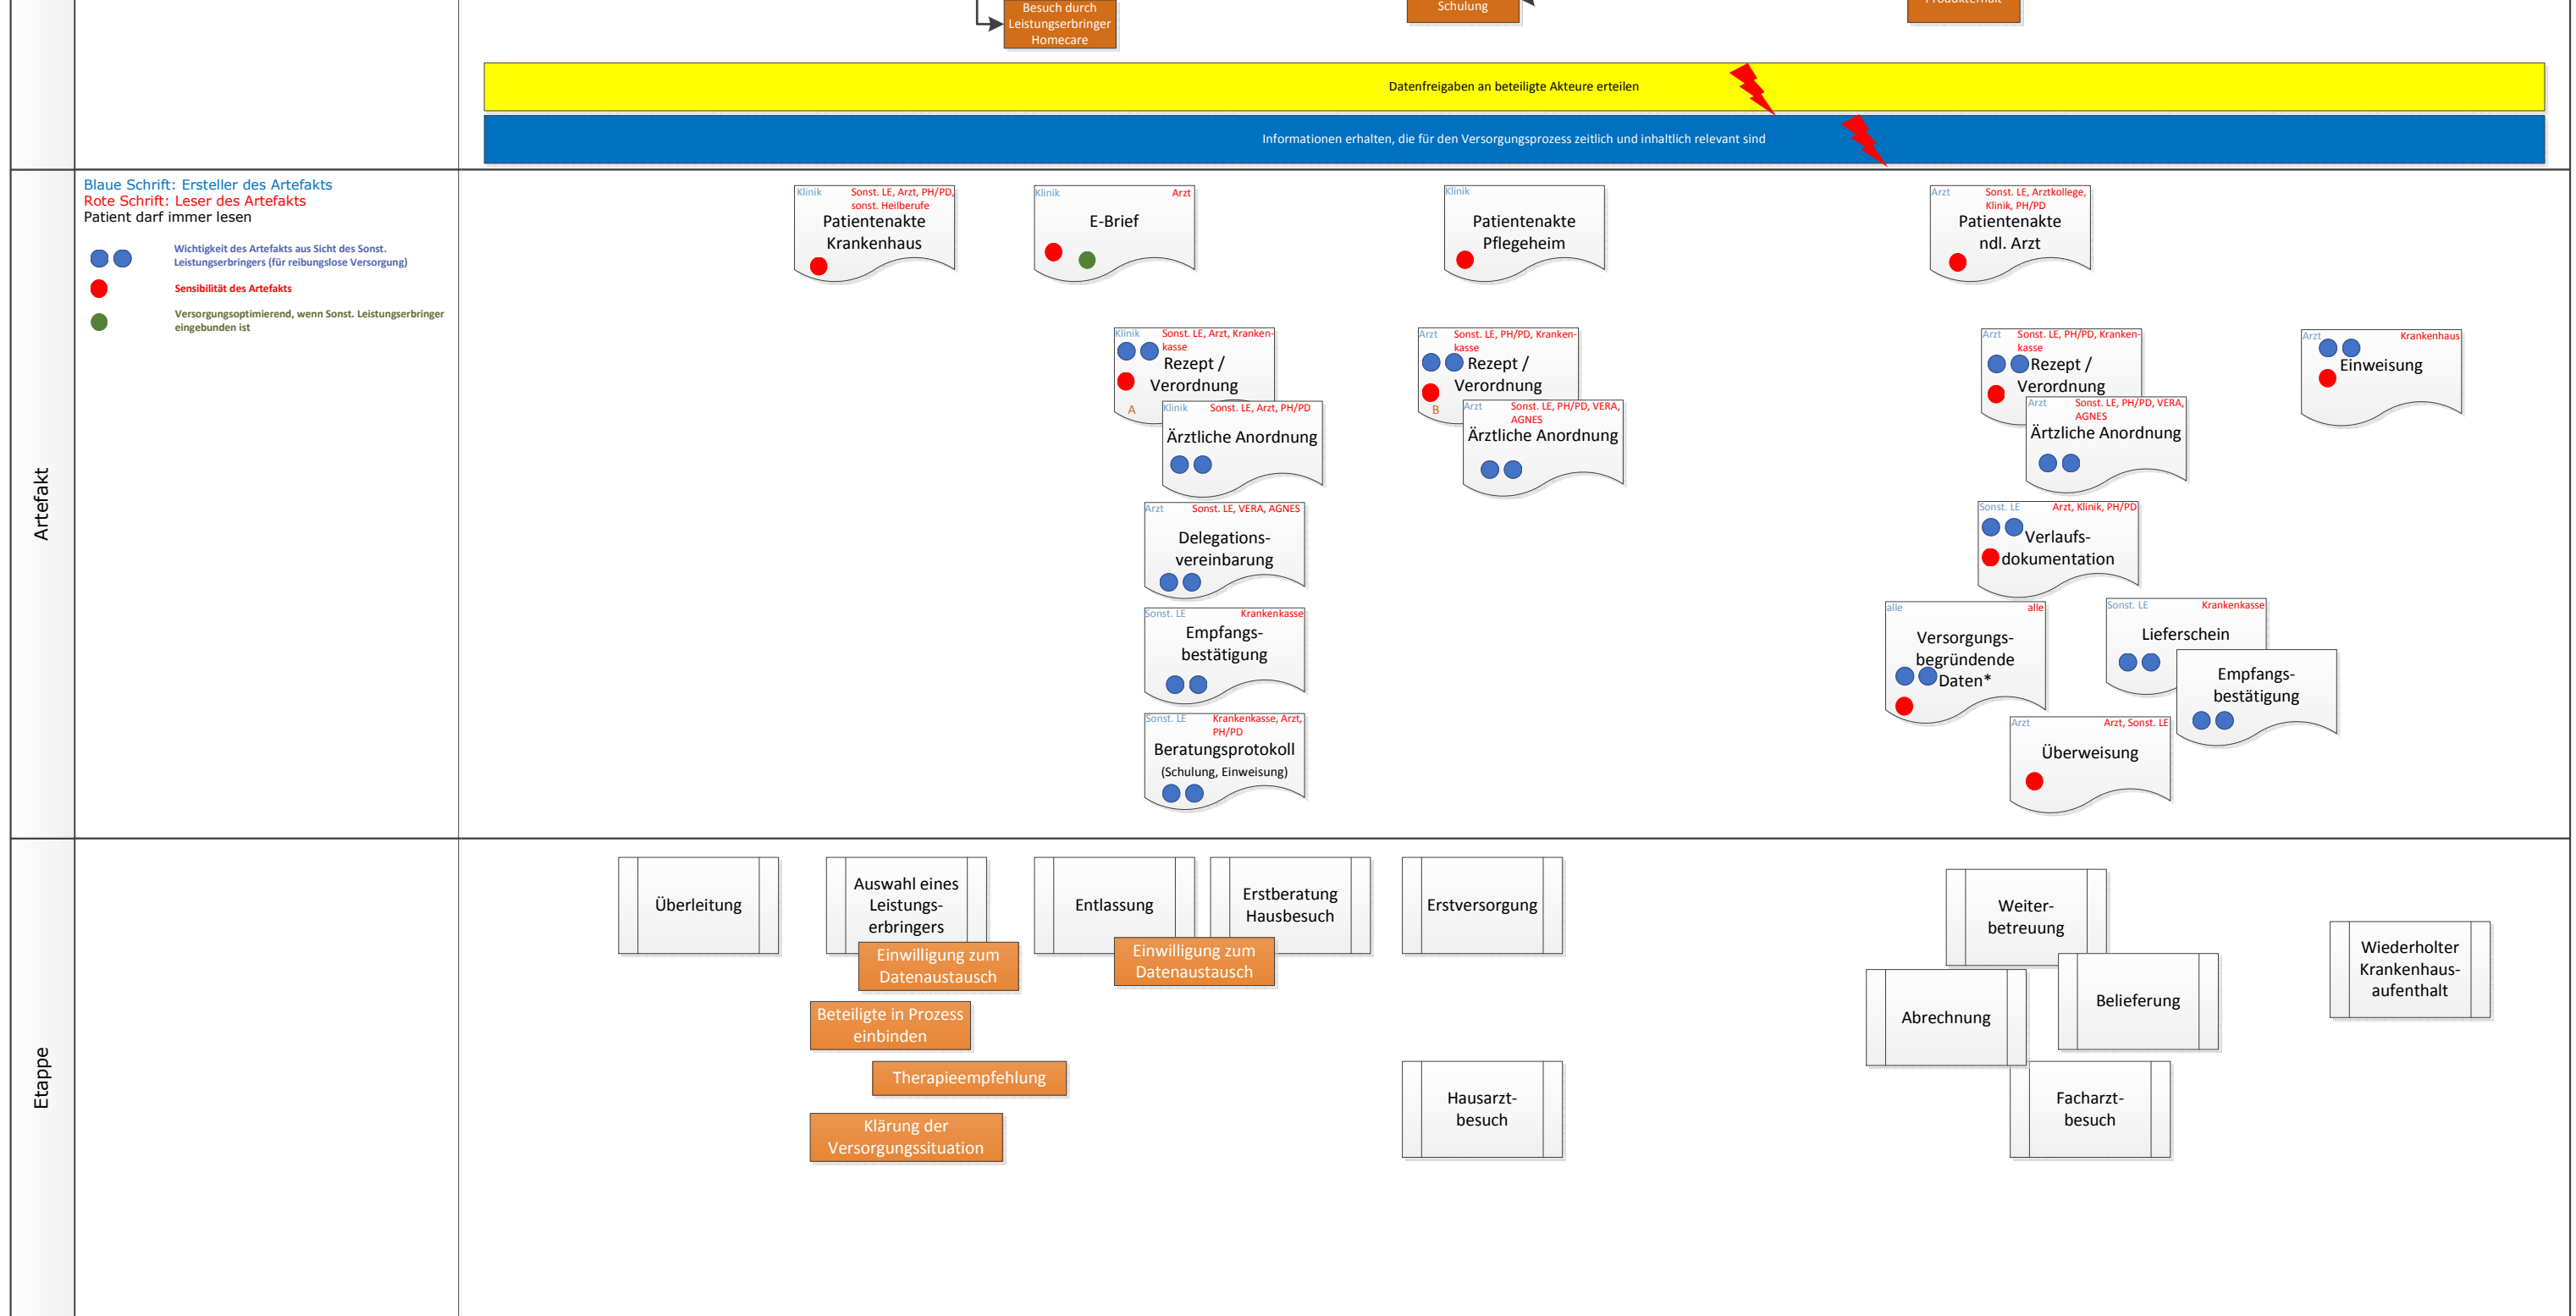 Besuch durch
Leistungserbringer
Homecare
Schulung
Produkterhalt
Datenfreigaben an beteiligte Akteure erteilen
Informationen erhalten, die für den Versorgungsprozess zeitlich und inhaltlich relevant sind
Artefakt
Blaue Schrift: Ersteller des Artefakts
Rote Schrift: Leser des Artefakts
Patient darf immer lesen
Wichtigkeit des Artefakts aus Sicht des Sonst.
Leistungserbringers (für reibungslose Versorgung)
Sensibilität des Artefakts
Versorgungsoptimierend, wenn Sonst. Leistungserbringer
eingebunden ist
Klinik
Sonst. LE, Arzt, PH/PD,
sonst. Heilberufe
Patientenakte
Krankenhaus
Klinik
Arzt
E-Brief
Klinik
Patientenakte
Pflegeheim
Arzt
Sonst. LE, Arztkollege,
Klinik, PH/PD
Patientenakte
ndl. Arzt
Klinik
Sonst. LE, Arzt, Kranken-
kasse
Rezept /
Verordnung
A
Klinik
Sonst. LE, Arzt, PH/PD
Ärztliche Anordnung
Arzt
Sonst. LE, PH/PD, Kranken-
kasse
Rezept /
Verordnung
B
Arzt
Sonst. LE, PH/PD, VERA,
AGNES
Ärztliche Anordnung
Arzt
Sonst. LE, PH/PD, Kranken-
kasse
Rezept /
Verordnung
Arzt
Sonst. LE, PH/PD, VERA,
AGNES
Ärtzliche Anordnung
Arzt
Krankenhaus
Einweisung
Arzt
Sonst. LE, VERA, AGNES
Delegations-
vereinbarung
Sonst. LE
Arzt, Klinik, PH/PD
Verlaufs-
dokumentation
Sonst. LE
Krankenkasse
Empfangs-
bestätigung
alle
alle
Versorgungs-
begründende
Daten*
Sonst. LE
Krankenkasse
Lieferschein
Empfangs-
bestätigung
Sonst. LE
Krankenkasse, Arzt,
PH/PD
Beratungsprotokoll
(Schulung, Einweisung)
Arzt
Arzt, Sonst. LE
Überweisung
Etappe
Überleitung
Auswahl eines
Leistungs-
erbringers
Einwilligung zum
Datenaustausch
Entlassung
Erstberatung
Hausbesuch
Einwilligung zum
Datenaustausch
Erstversorgung
Weiter-
betreuung
Abrechnung
Belieferung
Wiederholter
Krankenhaus-
aufenthalt
Beteiligte in Prozess
einbinden
Therapieempfehlung
Klärung der
Versorgungssituation
Hausarzt-
besuch
Facharzt-
besuch